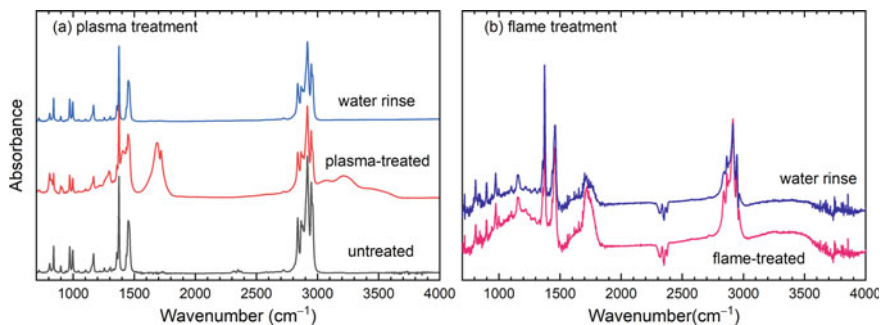 (a) plasma treatment
water rinse
plasma-treated
untreated
Absorbance
1000 1500 2000 2500 3000 3500 4000
Wavenumber (cm⁻¹)
(b) flame treatment
water rinse
flame-treated
1000 1500 2000 2500 3000 3500 4000
Wavenumber(cm⁻¹)